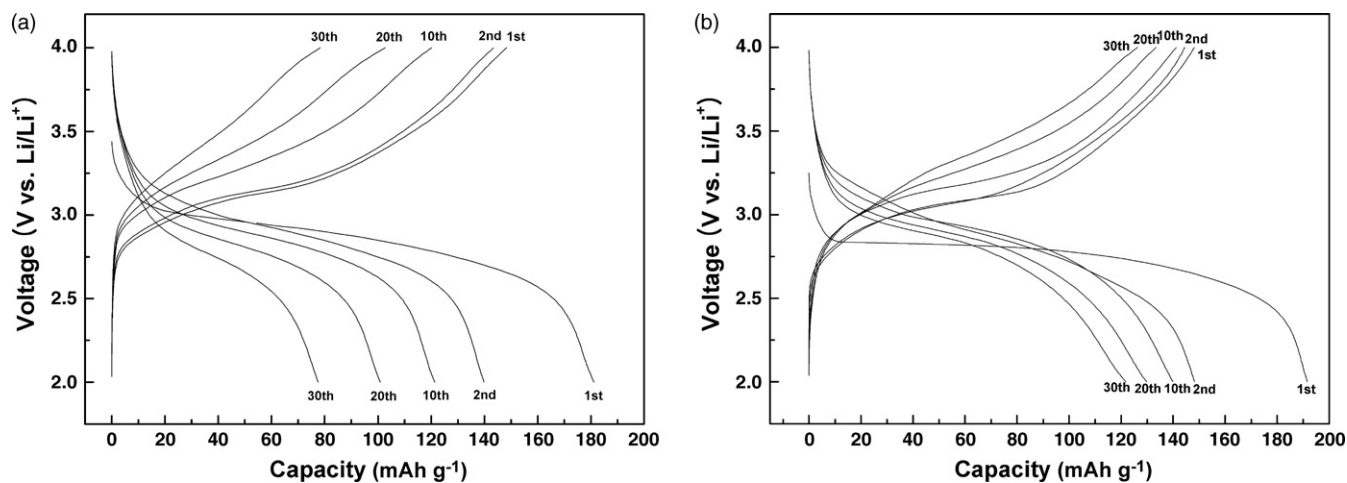 (a)
4.0
3.5
3.0
2.5
2.0
Voltage (V vs. Li/Li⁺)
30th 20th 10th 2nd 1st
30th 20th 10th 2nd 1st
0 20 40 60 80 100 120 140 160 180 200
Capacity (mAh g⁻¹)
(b)
4.0
3.5
3.0
2.5
2.0
Voltage (V vs. Li/Li⁺)
30th 20th 10th 2nd
1st
30th 20th 10th 2nd 1st
0 20 40 60 80 100 120 140 160 180 200
Capacity (mAh g⁻¹)